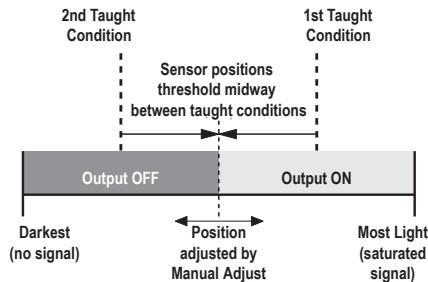 2nd Taught
Condition
1st Taught
Condition
Sensor positions
threshold midway
between taught conditions
Output OFF
Output ON
Darkest
(no signal)
Position
adjusted by
Manual Adjust
Most Light
(saturated
signal)